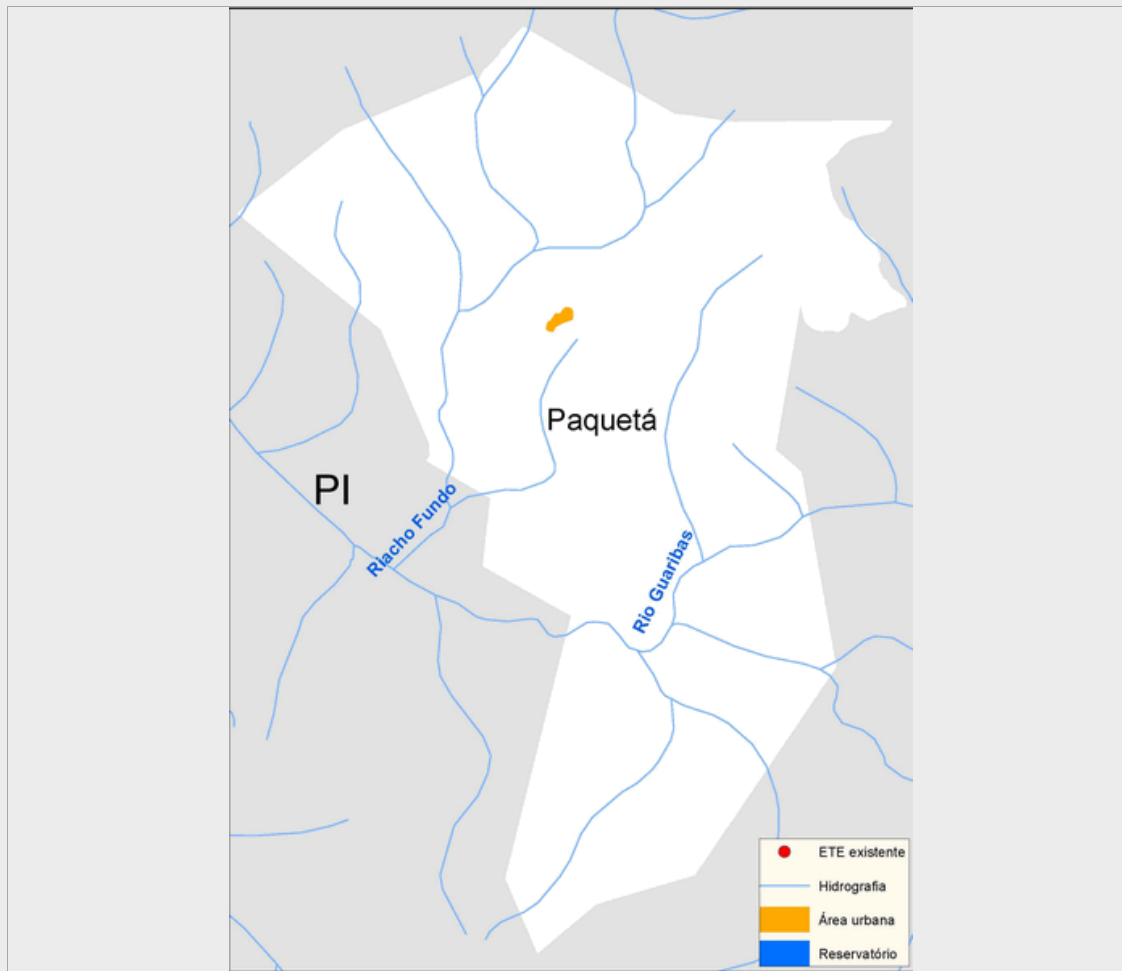 Paquetá
PI
Riacho Fundo
Rio Guaribas
ETE existente
Hidrografia
Área urbana
Reservatório